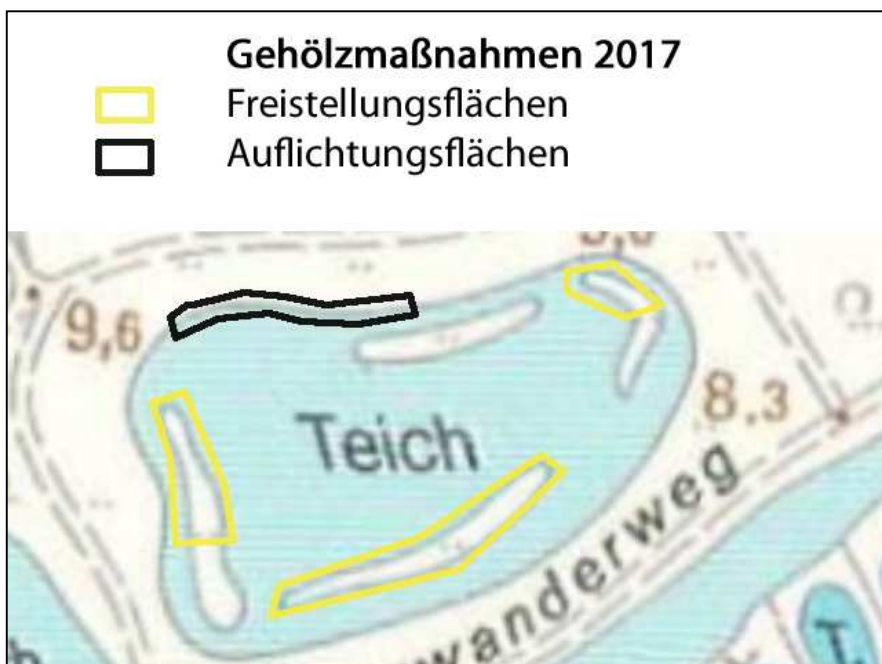 Gehölzmaßnahmen 2017
Freistellungsflächen
Auflichtungsflächen
9,6
8.3
Teich
wanderweg
T.